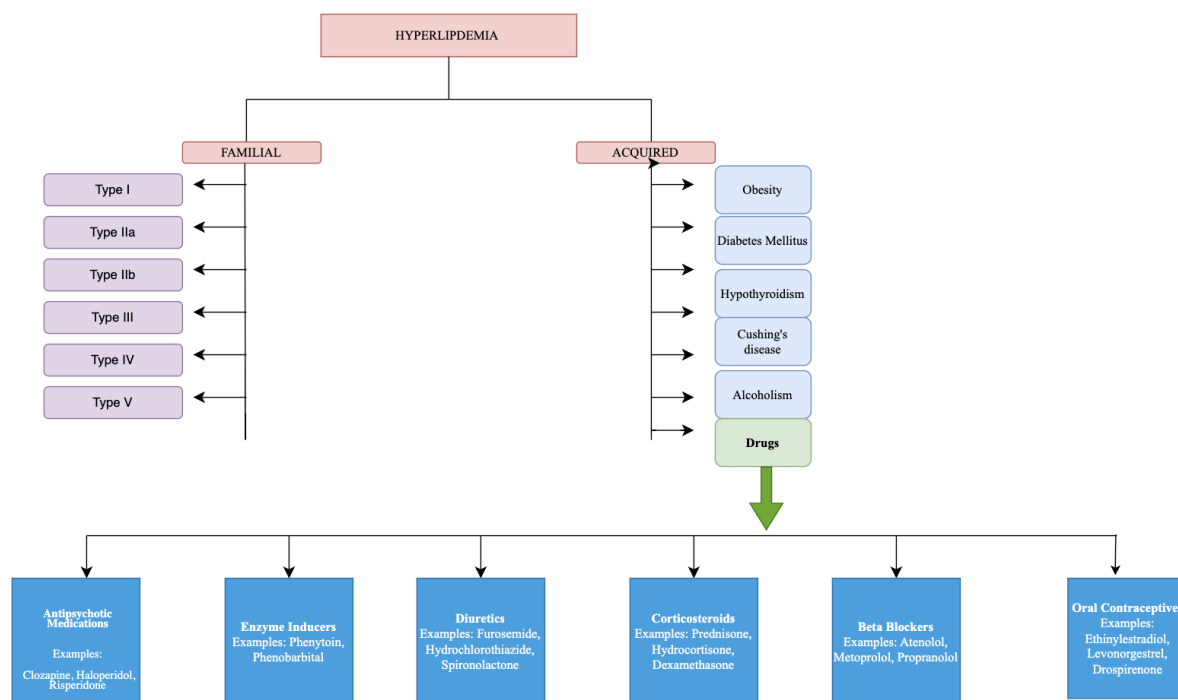 HYPERLIPDEMIA
FAMILIAL
ACQUIRED
Type I
Type IIa
Type IIb
Type III
Type IV
Type V
Obesity
Diabetes Mellitus
Hypothyroidism
Cushing's
disease
Alcoholism
Drugs
Antipsychotic
Medications
Examples:
Clozapine, Haloperidol,
Risperidone
Enzyme Inducers
Examples: Phenytoin,
Phenobarbital
Diuretics
Examples: Furosemide,
Hydrochlorothiazide,
Spironolactone
Corticosteroids
Examples: Prednisone,
Hydrocortisone,
Dexamethasone
Beta Blockers
Examples: Atenolol,
Metoprolol, Propranolol
Oral Contraceptive
Examples:
Ethinylestradiol,
Levonorgestrel,
Drospirenone